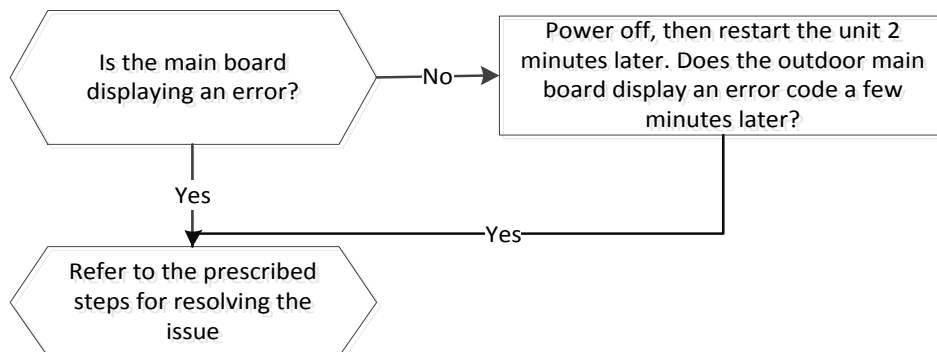 Is the main board
displaying an error?
No
Power off, then restart the unit 2
minutes later. Does the outdoor main
board display an error code a few
minutes later?
Yes
Yes
Refer to the prescribed
steps for resolving the
issue